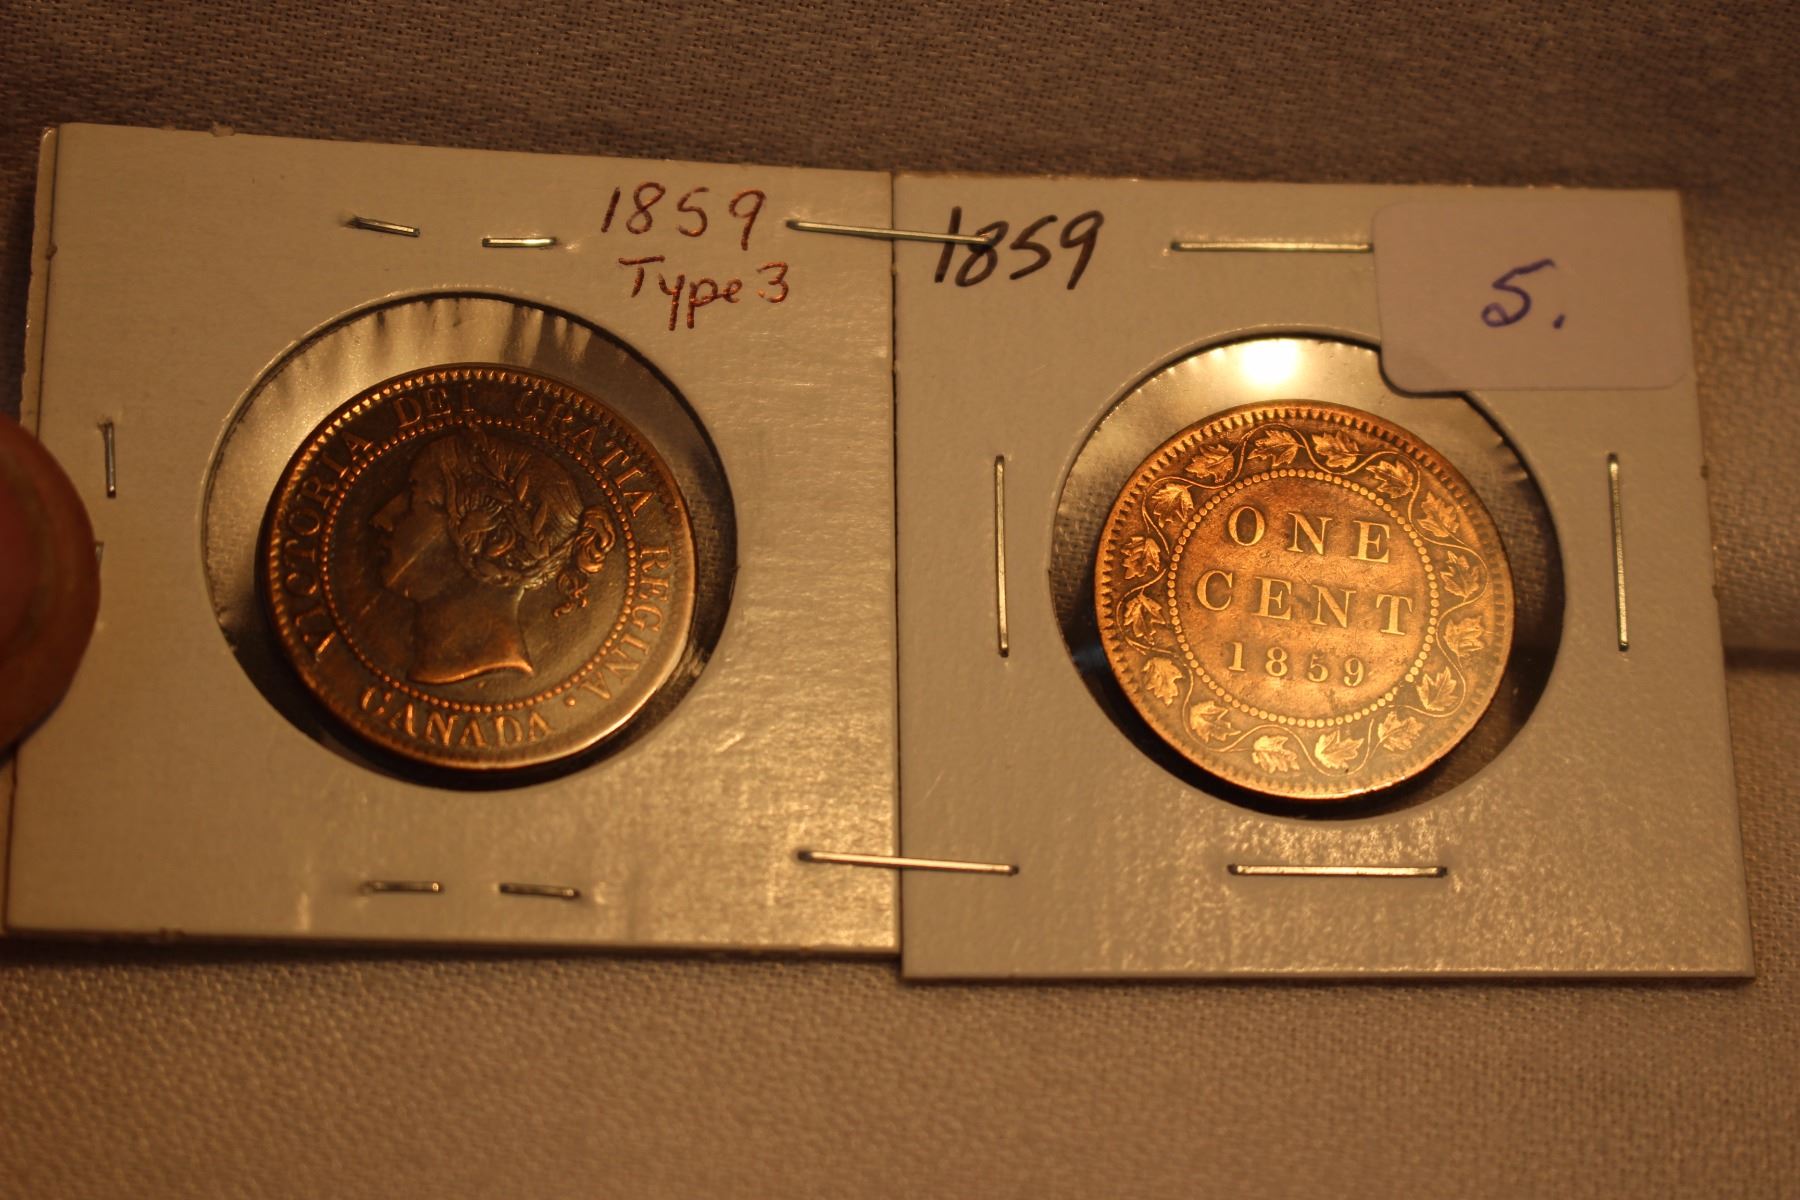 1859
Type 3
VICTORIA DEI GRATIA REGINA.
CANADA
1859
5.
ONE
CENT
1859